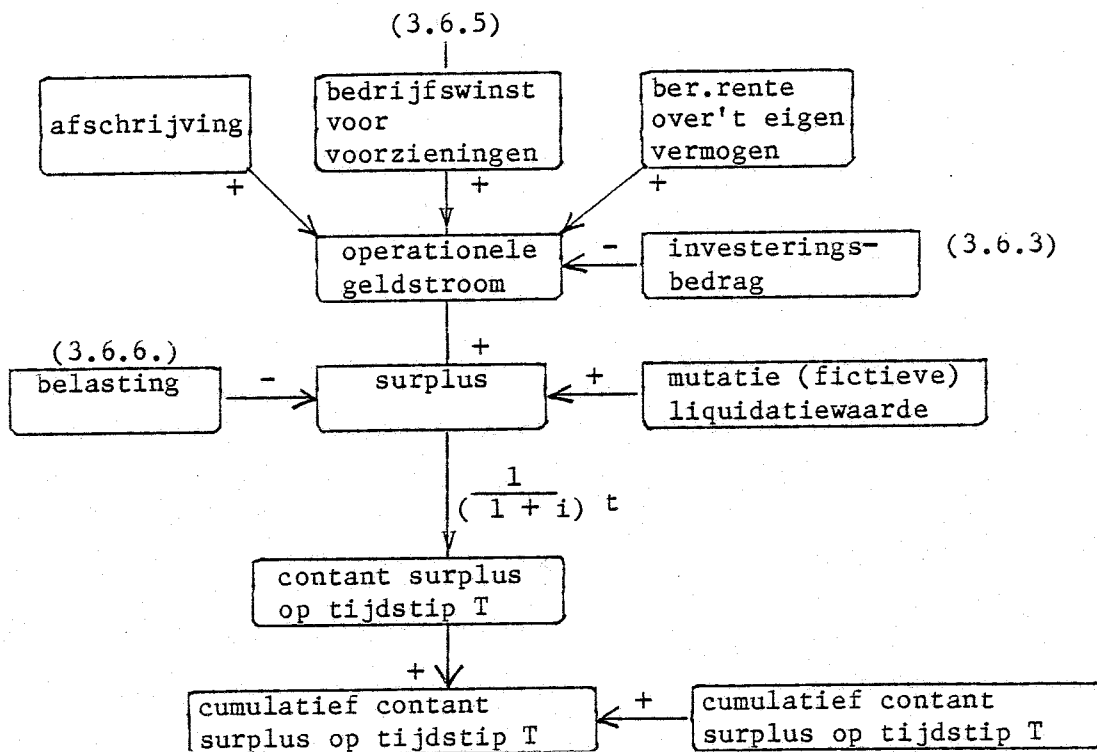 (3.6.5)
afschrijving
bedrijfswinst
voor
voorzieningen
ber.rente
over't eigen
vermogen
+
+
+
operationele
geldstroom
-
investerings-
bedrag
(3.6.3)
+
(3.6.6.)
belasting
-
surplus
+
mutatie (fictieve)
liquidatiewaarde
1
( 1 + i) t
contant surplus
op tijdstip T
+
cumulatief contant
surplus op tijdstip T
+
cumulatief contant
surplus op tijdstip T